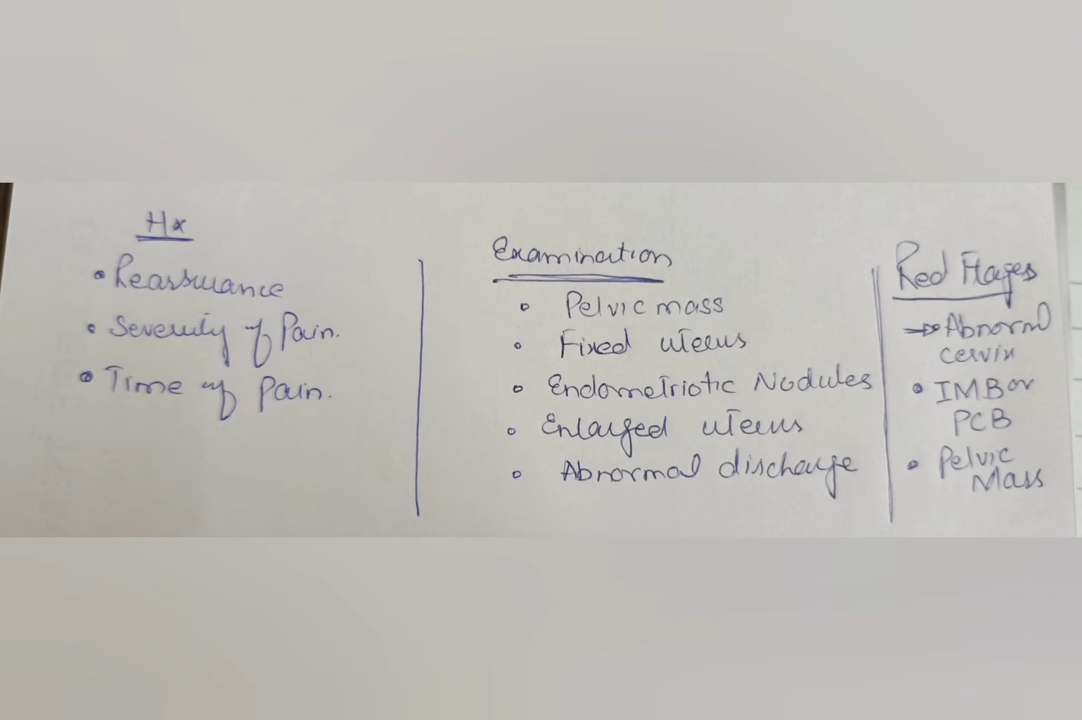 Hx
• Reassurance
• Severity of Pain.
• Time of Pain.
Examination
◦ Pelvic mass
◦ Fixed uterus
◦ Endometriotic Nodules
◦ Enlarged uterus
◦ Abnormal discharge
Red Flages
→ Abnormal
cervix
• IMB or
PCB
• Pelvic
Mass